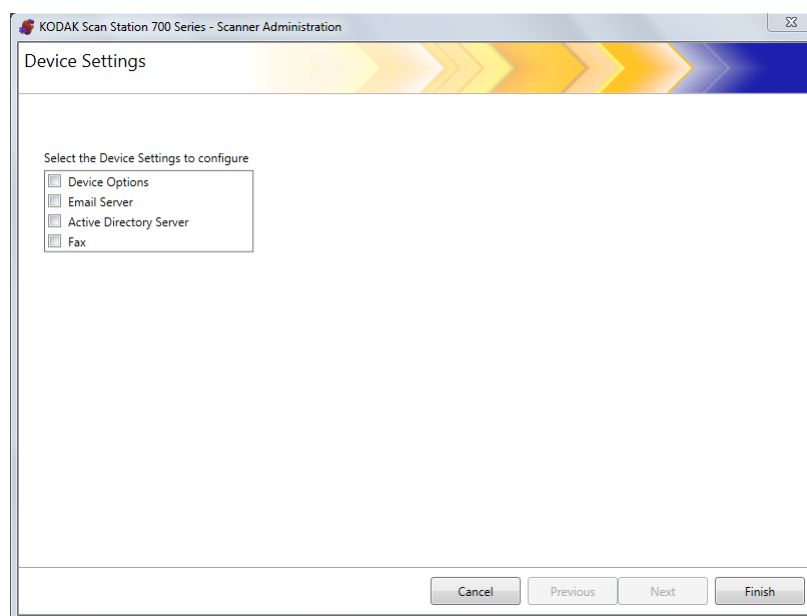 KODAK Scan Station 700 Series - Scanner Administration
Device Settings
Select the Device Settings to configure
Device Options
Email Server
Active Directory Server
Fax
Cancel
Previous
Next
Finish